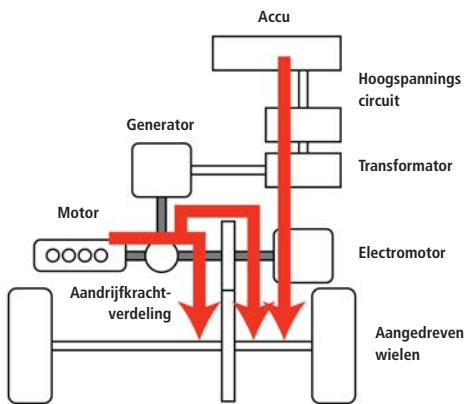 Accu
Hoogspannings
circuit
Generator
Transformator
Motor
Electromotor
Aandrijfkracht-
verdeling
Aangedreven
wielen